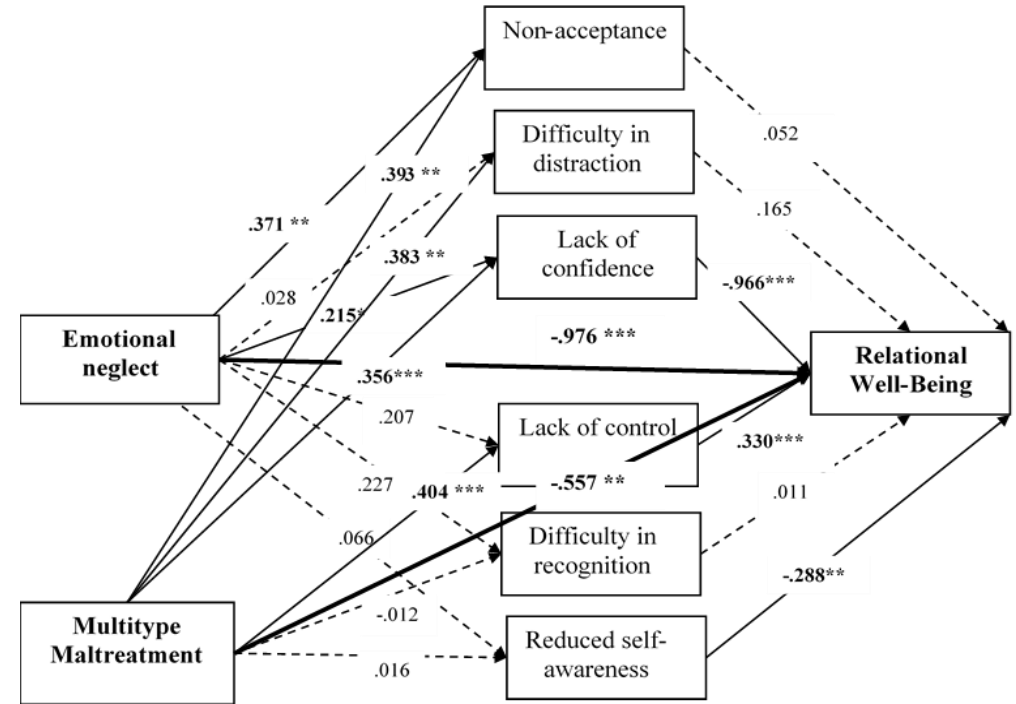 Non-acceptance
.052
Difficulty in
distraction
.393 **
.165
.371 **
Lack of
confidence
.383 **
-.966***
.028
.215*
-.976 ***
Emotional
neglect
Relational
Well-Being
.356***
.207
Lack of control
.330***
.227
.404 ***
-.557 **
.011
.066
Difficulty in
recognition
-.288**
-.012
Multitype
Maltreatment
Reduced self-
awareness
.016